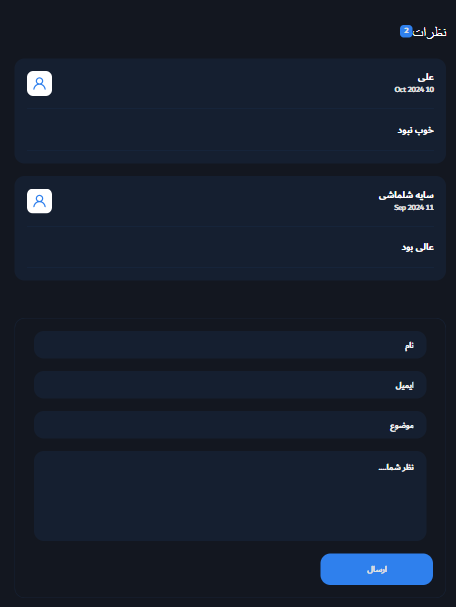 نظرات 2
علی
10 Oct 2024
خوب نبود
سایه شلماشی
11 Sep 2024
عالی بود
نام
ایمیل
موضوع
نظر شما....
ارسال